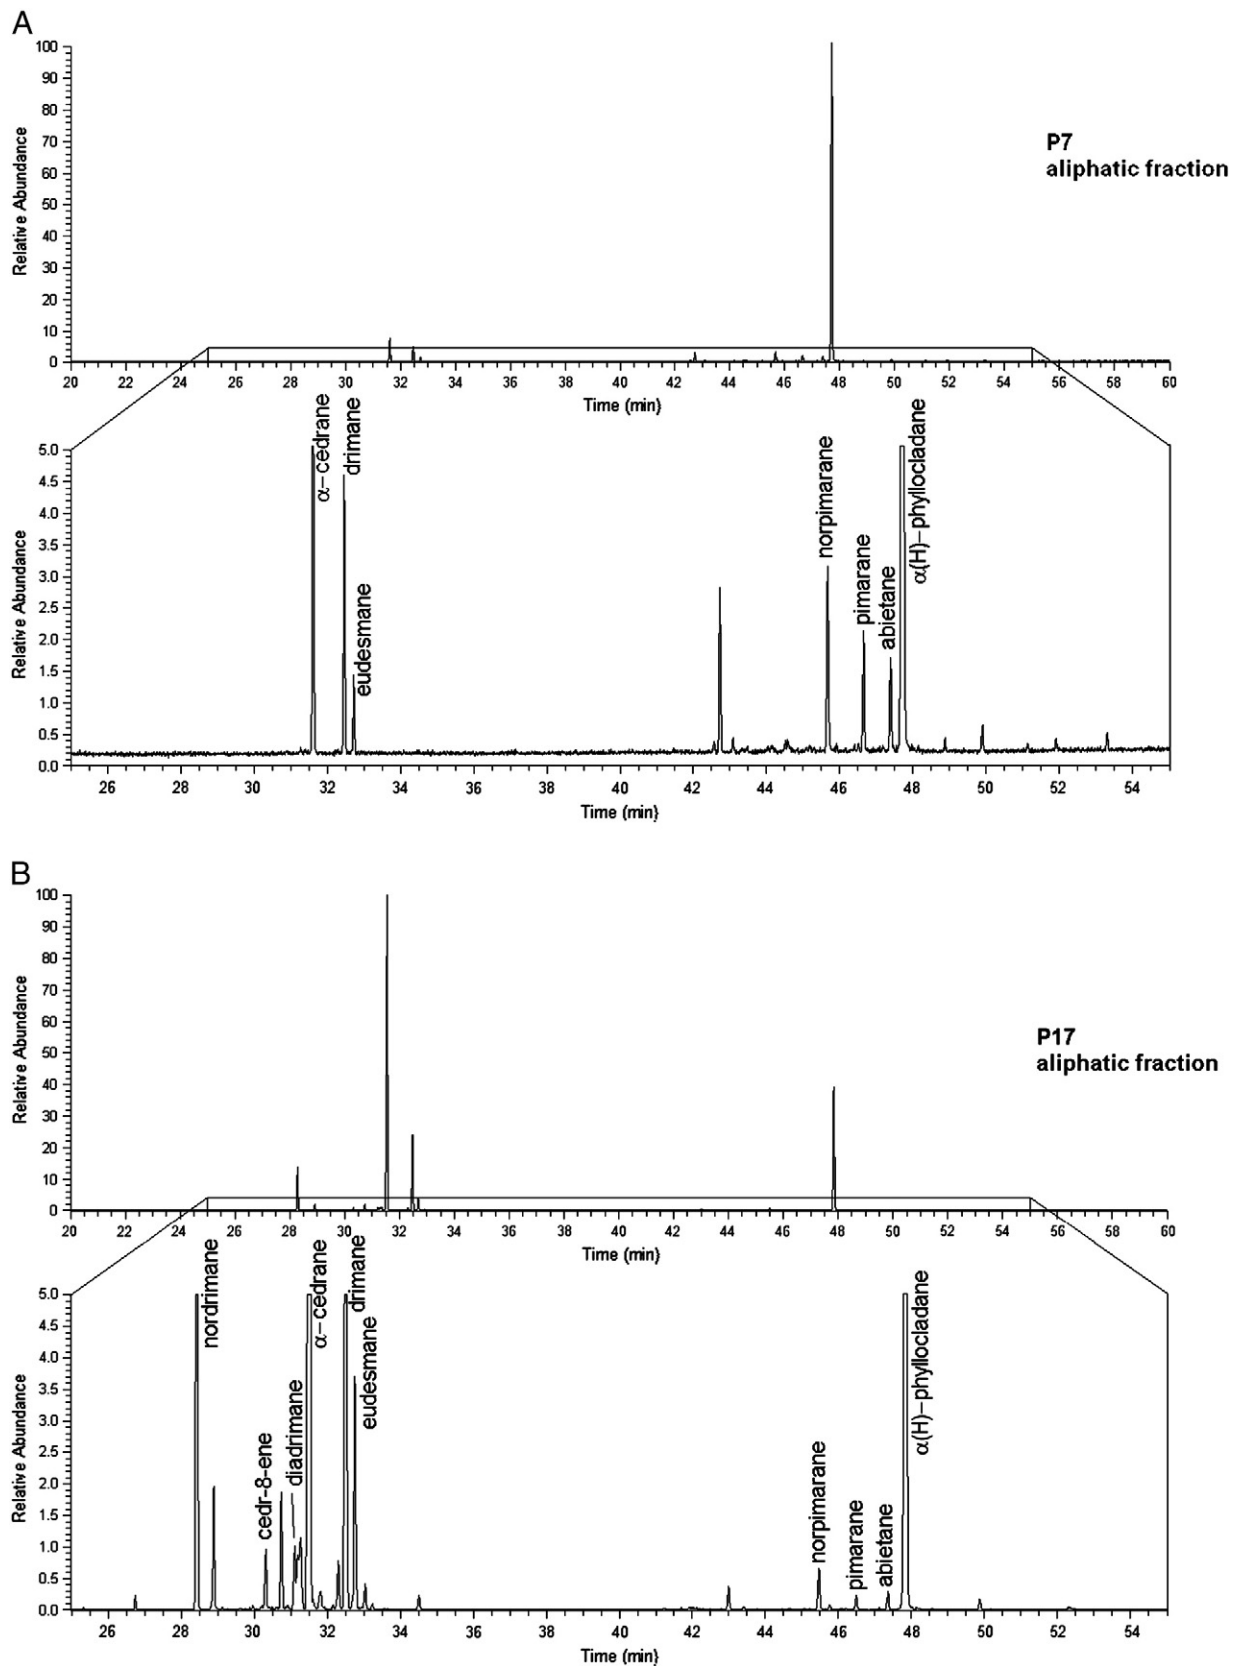 A
100
90
80
70
60
50
40
30
20
10
0
Relative Abundance
P7
aliphatic fraction
20 22 24 26 28 30 32 34 36 38 40 42 44 46 48 50 52 54 56 58 60
Time (min)
5.0
4.5
4.0
3.5
3.0
2.5
2.0
1.5
1.0
0.5
0.0
Relative Abundance
α−cedrane
drimane
eudesmane
norpimarane
pimarane
abietane
α(H)−phyllocladane
26 28 30 32 34 36 38 40 42 44 46 48 50 52 54
Time (min)
B
100
90
80
70
60
50
40
30
20
10
0
Relative Abundance
P17
aliphatic fraction
20 22 24 26 28 30 32 34 36 38 40 42 44 46 48 50 52 54 56 58 60
Time (min)
5.0
4.5
4.0
3.5
3.0
2.5
2.0
1.5
1.0
0.5
0.0
Relative Abundance
nordrimane
cedr-8-ene
diadrimane
α−cedrane
drimane
eudesmane
norpimarane
pimarane
abietane
α(H)−phyllocladane
26 28 30 32 34 36 38 40 42 44 46 48 50 52 54
Time (min)